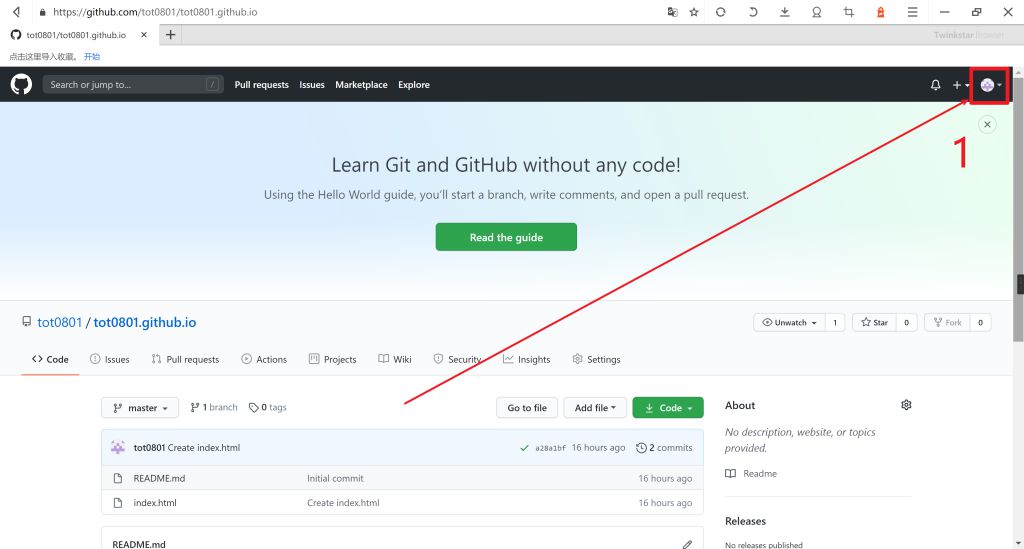 https://github.com/tot0801/tot0801.github.io
tot0801/tot0801.github.io
Twinkstar Browser
点击这里导入收藏。 开始
Search or jump to... /
Pull requests Issues Marketplace Explore
1
Learn Git and GitHub without any code!
Using the Hello World guide, you’ll start a branch, write comments, and open a pull request.
Read the guide
tot0801 / tot0801.github.io
Unwatch 1 Star 0 Fork 0
Code Issues Pull requests Actions Projects Wiki Security Insights Settings
master 1 branch 0 tags Go to file Add file Code
About
No description, website, or topics
provided.
Readme
tot0801 Create index.html a28a1bf 16 hours ago 2 commits
README.md Initial commit 16 hours ago
index.html Create index.html 16 hours ago
Releases
No releases published
README.md